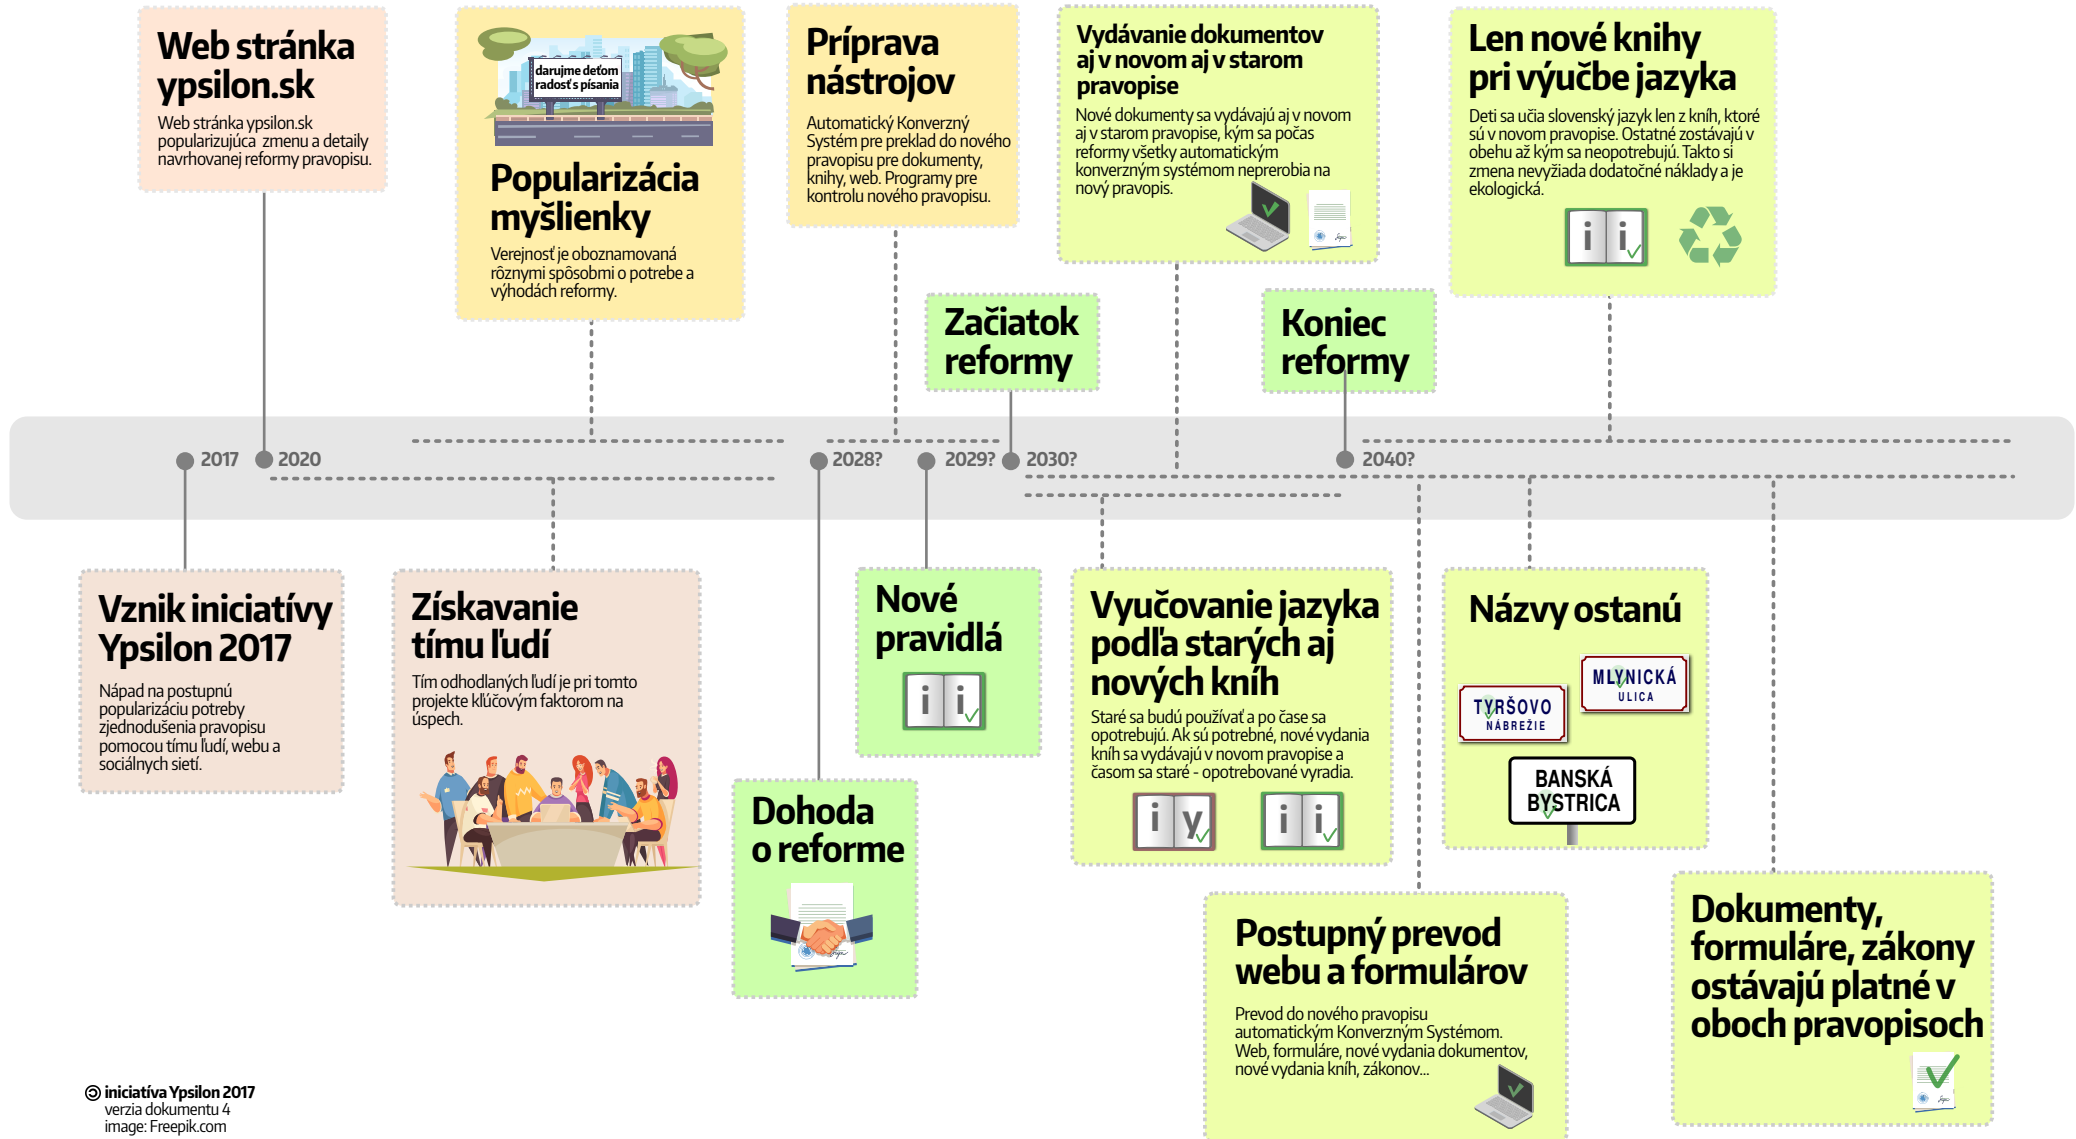 Web stránka
ypsilon.sk
Web stránka ypsilon.sk
popularizujúca zmenu a detaily
navrhovanej reformy pravopisu.
darujme deťom
radosť s písania
Popularizácia
myšlienky
Verejnosť je oboznamovaná
rôznymi spôsobmi o potrebe a
výhodách reformy.
Príprava
nástrojov
Automatický Konverzný
Systém pre preklad do nového
pravopisu pre dokumenty,
knihy, web. Programy pre
kontrolu nového pravopisu.
Vydávanie dokumentov
aj v novom aj v starom
pravopise
Nové dokumenty sa vydávajú aj v novom
aj v starom pravopise, kým sa počas
reformy všetky automatickým
konverzným systémom neprerobia na
nový pravopis.
Len nové knihy
pri výučbe jazyka
Deti sa učia slovenský jazyk len z kníh, ktoré
sú v novom pravopise. Ostatné zostávajú v
obehu až kým sa neopotrebujú. Takto si
zmena nevyžiada dodatočné náklady a je
ekologická.
i i
Začiatok
reformy
Koniec
reformy
2017
2020
2028?
2029?
2030?
2040?
Vznik iniciatívy
Ypsilon 2017
Nápad na postupnú
popularizáciu potreby
zjednodušenia pravopisu
pomocou tímu ľudí, webu a
sociálnych sietí.
Získavanie
tímu ľudí
Tím odhodlaných ľudí je pri tomto
projekte kľúčovým faktorom na
úspech.
Dohoda
o reforme
Nové
pravidlá
i i
Vyučovanie jazyka
podľa starých aj
nových kníh
Staré sa budú používať a po čase sa
opotrebujú. Ak sú potrebné, nové vydania
kníh sa vydávajú v novom pravopise a
časom sa staré - opotrebované vyradia.
i y
i i
Názvy ostanú
MLYNICKÁ
ULICA
TYRŠOVO
NÁBREŽIE
BANSKÁ
BYSTRICA
Postupný prevod
webu a formulárov
Prevod do nového pravopisu
automatickým Konverzným Systémom.
Web, formuláre, nové vydania dokumentov,
nové vydania kníh, zákonov...
Dokumenty,
formuláre, zákony
ostávajú platné v
oboch pravopisoch
iniciatíva Ypsilon 2017
verzia dokumentu 4
image: Freepik.com